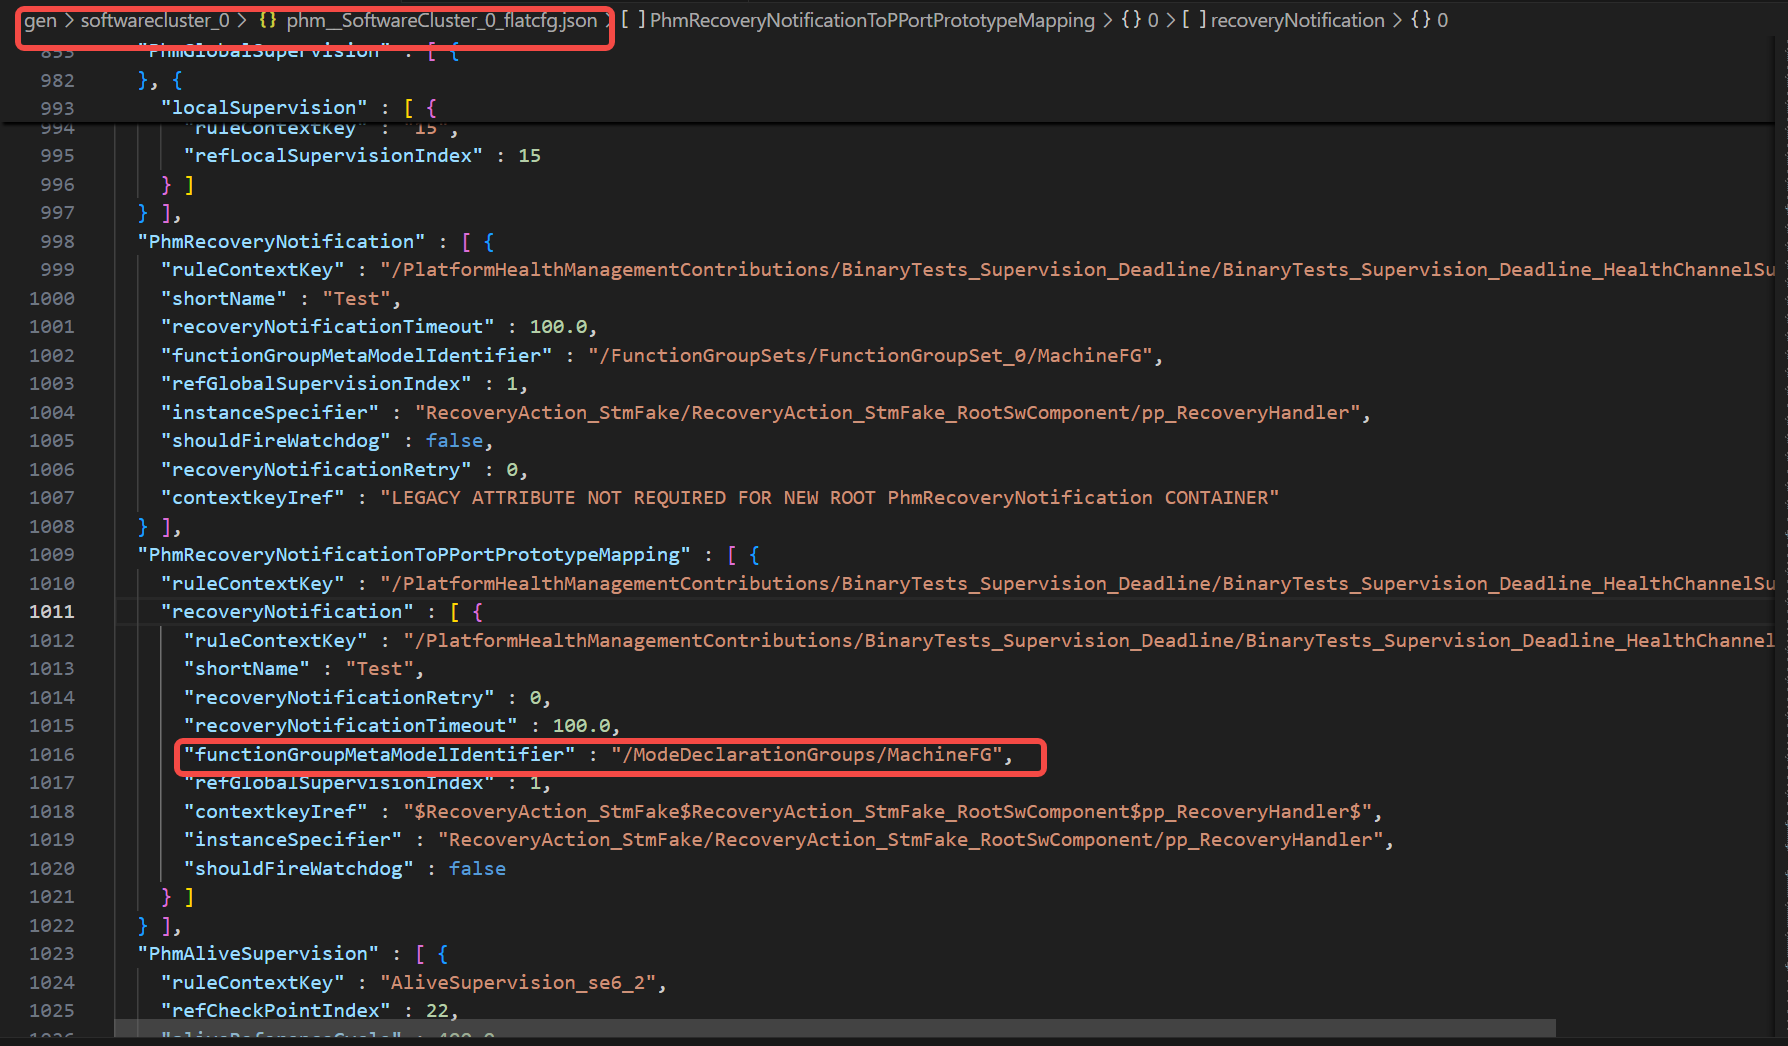 gen > softwarecluster_0 > {} phm__SoftwareCluster_0_flatcfg.json > [ ] PhmRecoveryNotificationToPPortPrototypeMapping > {} 0 > [ ] recoveryNotification > {} 0
853 "PhmGlobalSupervision" : [ {
982 }, {
993 "localSupervision" : [ {
994 "ruleContextKey" : "15",
995 "refLocalSupervisionIndex" : 15
996 } ]
997 } ],
998 "PhmRecoveryNotification" : [ {
999 "ruleContextKey" : "/PlatformHealthManagementContributions/BinaryTests_Supervision_Deadline/BinaryTests_Supervision_Deadline_HealthChannelSu
1000 "shortName" : "Test",
1001 "recoveryNotificationTimeout" : 100.0,
1002 "functionGroupMetaModelIdentifier" : "/FunctionGroupSets/FunctionGroupSet_0/MachineFG",
1003 "refGlobalSupervisionIndex" : 1,
1004 "instanceSpecifier" : "RecoveryAction_StmFake/RecoveryAction_StmFake_RootSwComponent/pp_RecoveryHandler",
1005 "shouldFireWatchdog" : false,
1006 "recoveryNotificationRetry" : 0,
1007 "contextkeyIref" : "LEGACY ATTRIBUTE NOT REQUIRED FOR NEW ROOT PhmRecoveryNotification CONTAINER"
1008 } ],
1009 "PhmRecoveryNotificationToPPortPrototypeMapping" : [ {
1010 "ruleContextKey" : "/PlatformHealthManagementContributions/BinaryTests_Supervision_Deadline/BinaryTests_Supervision_Deadline_HealthChannelSu
1011 "recoveryNotification" : [ {
1012 "ruleContextKey" : "/PlatformHealthManagementContributions/BinaryTests_Supervision_Deadline/BinaryTests_Supervision_Deadline_HealthChannel
1013 "shortName" : "Test",
1014 "recoveryNotificationRetry" : 0,
1015 "recoveryNotificationTimeout" : 100.0,
1016 "functionGroupMetaModelIdentifier" : "/ModeDeclarationGroups/MachineFG",
1017 "refGlobalSupervisionIndex" : 1,
1018 "contextkeyIref" : "$RecoveryAction_StmFake$RecoveryAction_StmFake_RootSwComponent$pp_RecoveryHandler$",
1019 "instanceSpecifier" : "RecoveryAction_StmFake/RecoveryAction_StmFake_RootSwComponent/pp_RecoveryHandler",
1020 "shouldFireWatchdog" : false
1021 } ]
1022 } ],
1023 "PhmAliveSupervision" : [ {
1024 "ruleContextKey" : "AliveSupervision_se6_2",
1025 "refCheckPointIndex" : 22,